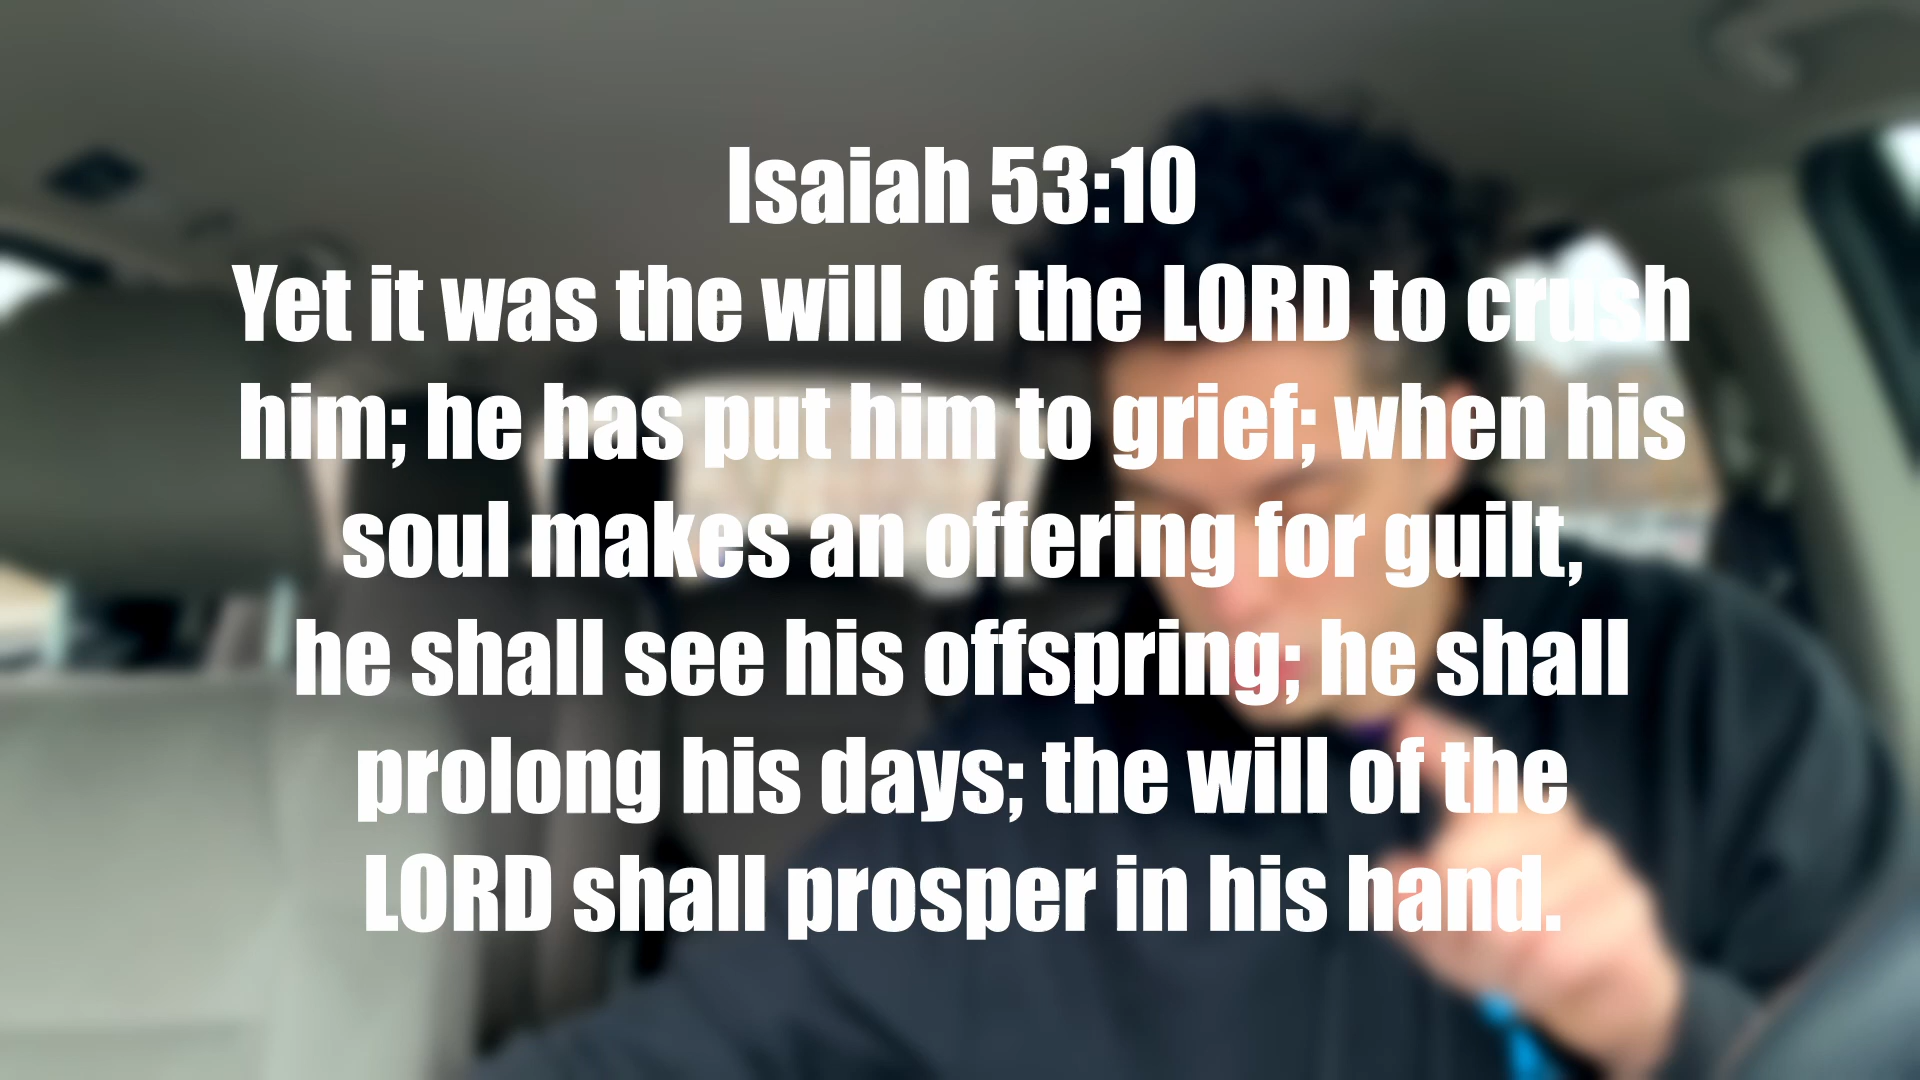 Isaiah 53:10
Yet it was the will of the LORD to crush
him; he has put him to grief; when his
soul makes an offering for guilt,
he shall see his offspring; he shall
prolong his days; the will of the
LORD shall prosper in his hand.